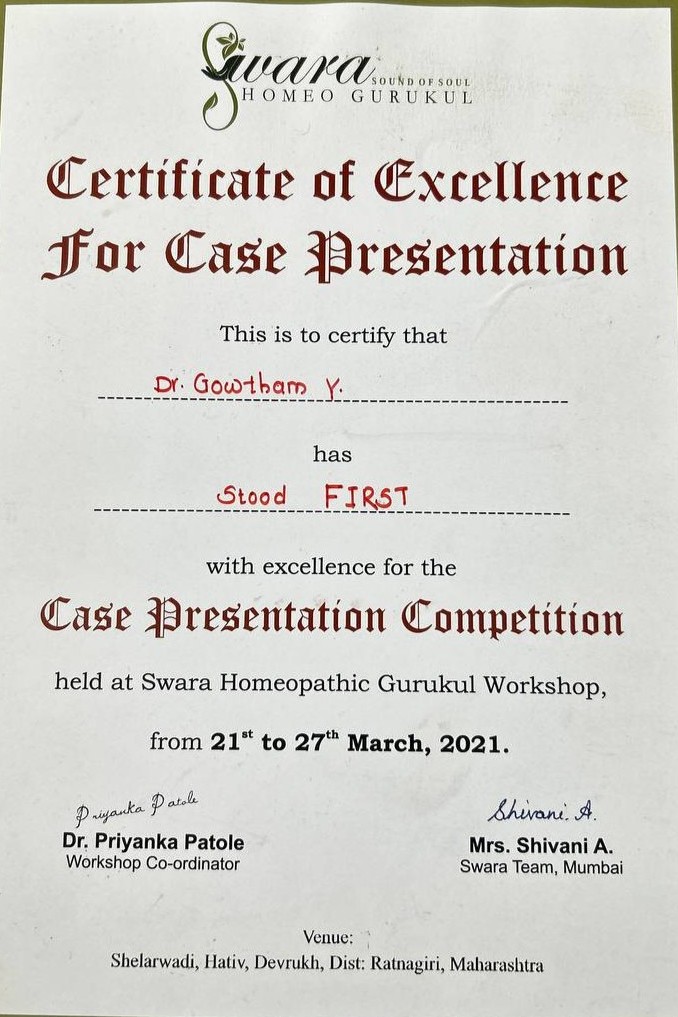 Swara SOUND OF SOUL
HOMEO GURUKUL
Certificate of Excellence
For Case Presentation
This is to certify that
Dr. Gowtham Y.
has
Stood FIRST
with excellence for the
Case Presentation Competition
held at Swara Homeopathic Gurukul Workshop,
from 21st to 27th March, 2021.
Priyanka Patole
Shivani. A.
Dr. Priyanka Patole
Mrs. Shivani A.
Workshop Co-ordinator
Swara Team, Mumbai
Venue:
Shelarwadi, Hativ, Devrukh, Dist: Ratnagiri, Maharashtra